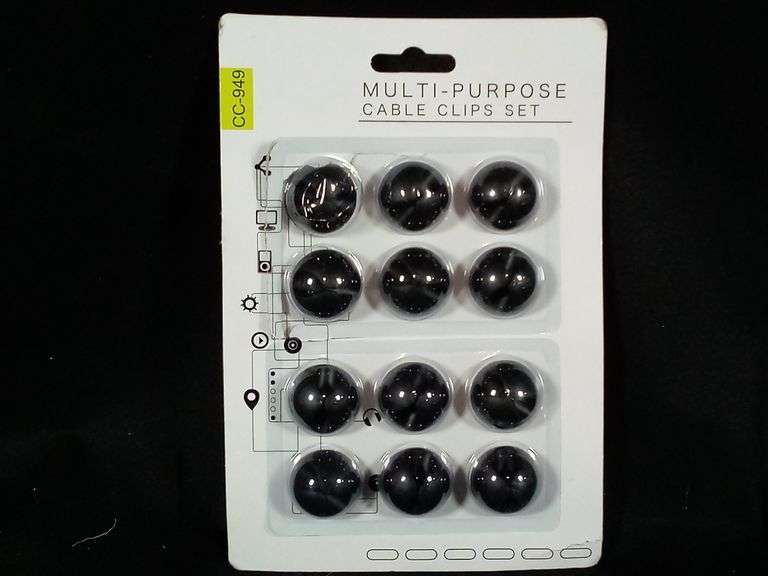 CC-949
MULTI-PURPOSE
CABLE CLIPS SET